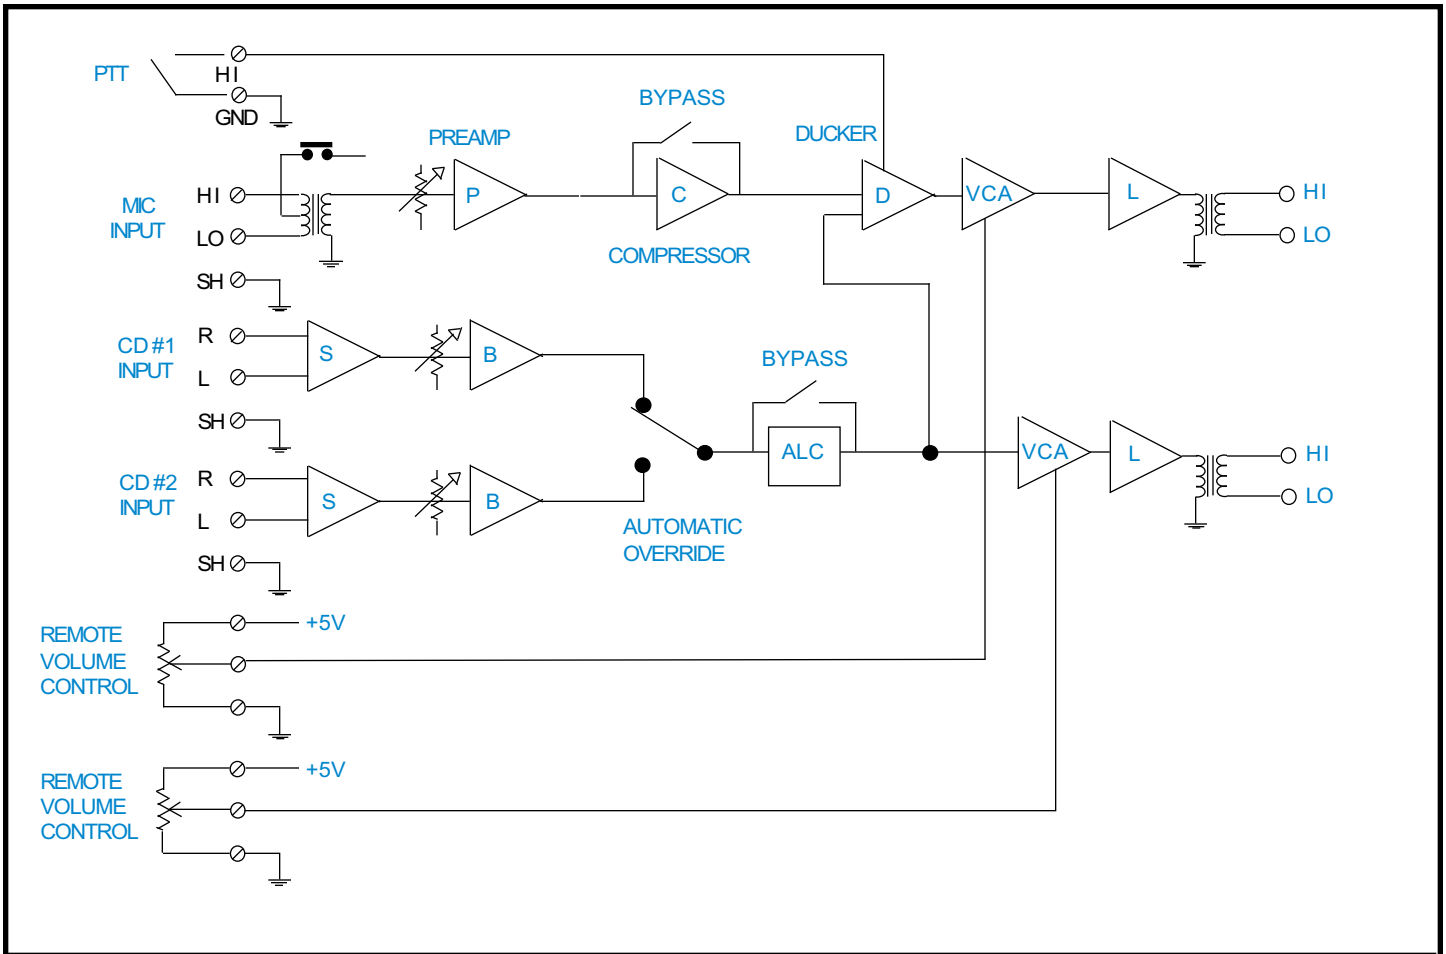 PTT
HI
GND
BYPASS
PREAMP
DUCKER
MIC
INPUT
HI
LO
SH
P
C
D
VCA
L
HI
LO
COMPRESSOR
CD #1
INPUT
R
L
SH
S
B
BYPASS
ALC
VCA
L
HI
LO
CD #2
INPUT
R
L
SH
S
B
AUTOMATIC
OVERRIDE
REMOTE
VOLUME
CONTROL
+5V
REMOTE
VOLUME
CONTROL
+5V